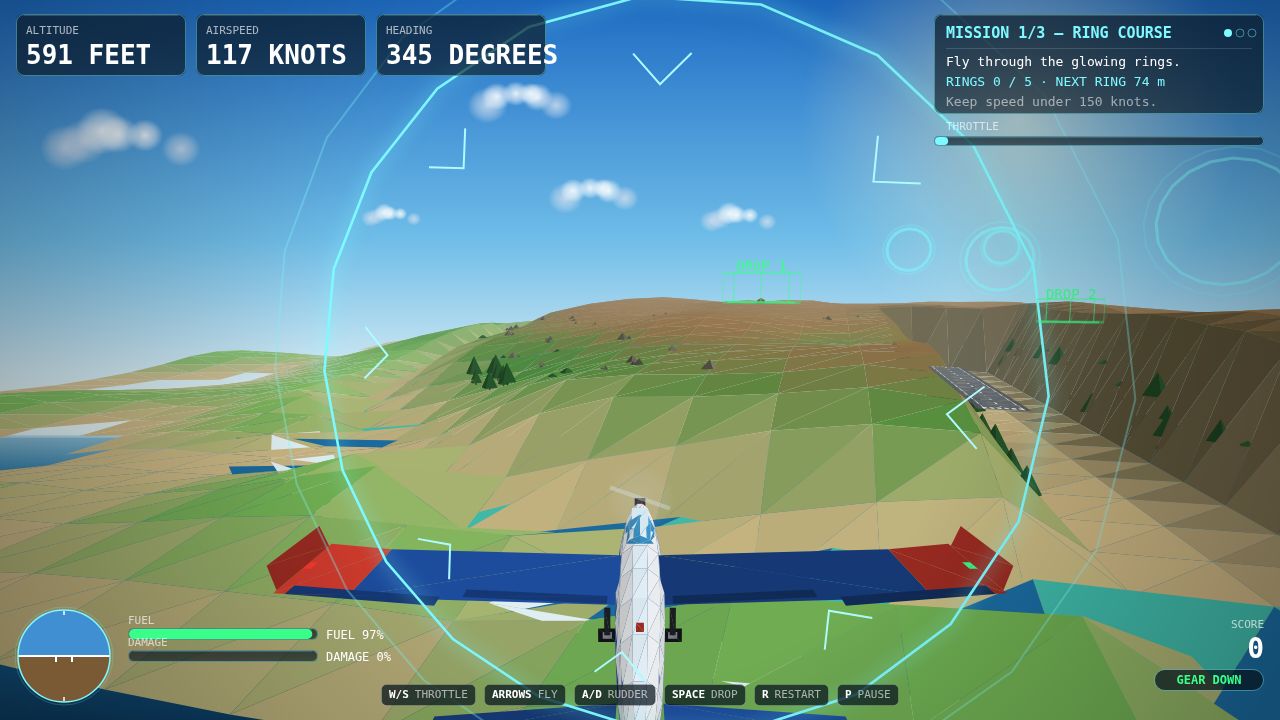 ALTITUDE
591 FEET
AIRSPEED
117 KNOTS
HEADING
345 DEGREES
MISSION 1/3 — RING COURSE
Fly through the glowing rings.
RINGS 0 / 5 · NEXT RING 74 m
Keep speed under 150 knots.
THROTTLE
DROP 1
DROP 2
FUEL
FUEL 97%
DAMAGE
DAMAGE 0%
SCORE
0
GEAR DOWN
W/S THROTTLE
ARROWS FLY
A/D RUDDER
SPACE DROP
R RESTART
P PAUSE